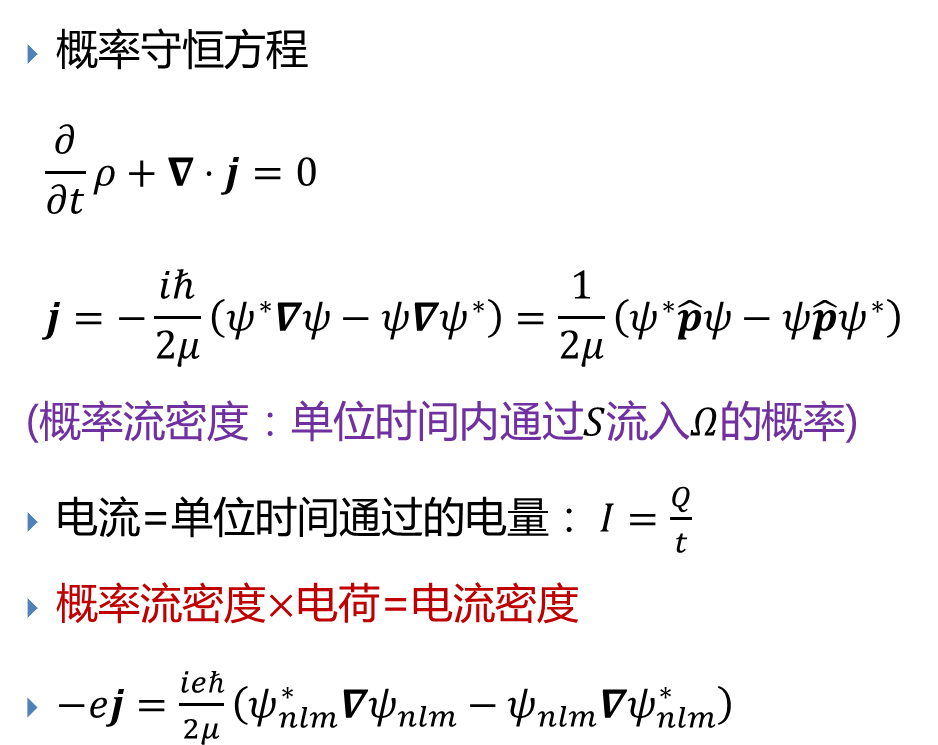 概率守恒方程
∂/∂t ρ + ∇ · j = 0
j = − iℏ/2μ (ψ*∇ψ − ψ∇ψ*) = 1/2μ (ψ*p̂ψ − ψp̂ψ*)
(概率流密度：单位时间内通过S流入Ω的概率)
电流=单位时间通过的电量： I = Q/t
概率流密度×电荷=电流密度
−ej = ieℏ/2μ (ψ*ₙₗₘ∇ψₙₗₘ − ψₙₗₘ∇ψ*ₙₗₘ)